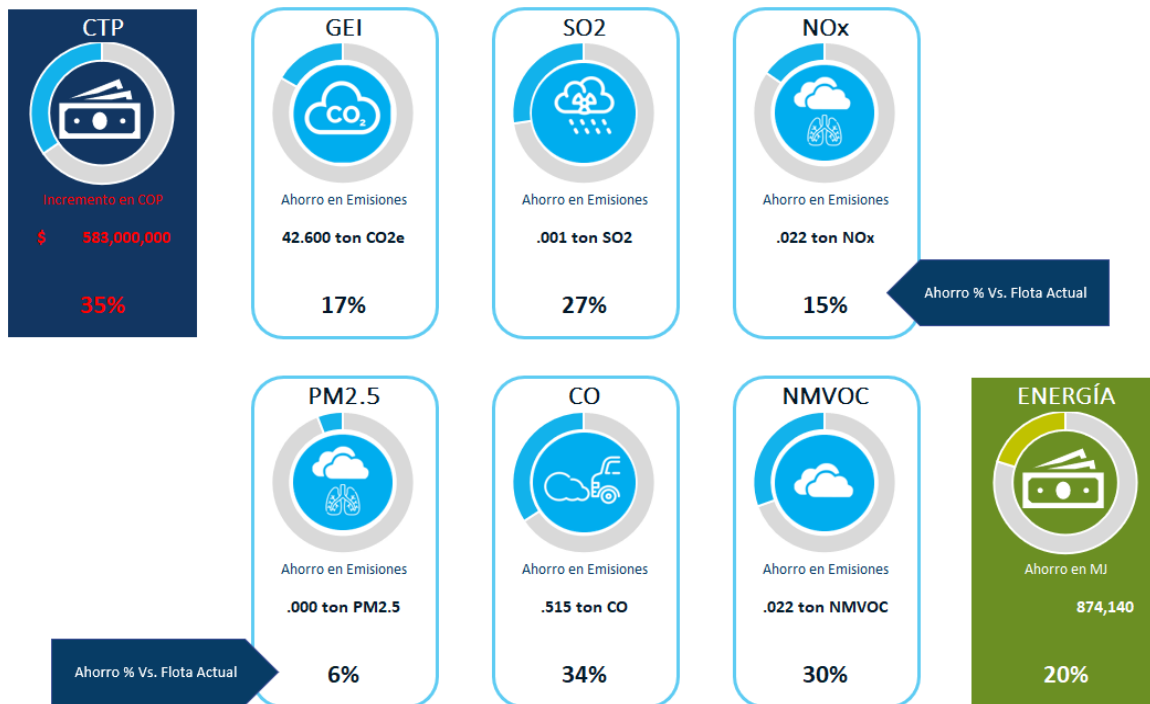 CTP
Incremento en COP
$ 583,000,000
35%
GEI
CO₂
Ahorro en Emisiones
42.600 ton CO2e
17%
SO2
Ahorro en Emisiones
.001 ton SO2
27%
NOx
Ahorro en Emisiones
.022 ton NOx
15%
Ahorro % Vs. Flota Actual
PM2.5
Ahorro en Emisiones
.000 ton PM2.5
6%
Ahorro % Vs. Flota Actual
CO
Ahorro en Emisiones
.515 ton CO
34%
NMVOC
Ahorro en Emisiones
.022 ton NMVOC
30%
ENERGÍA
Ahorro en MJ
874,140
20%